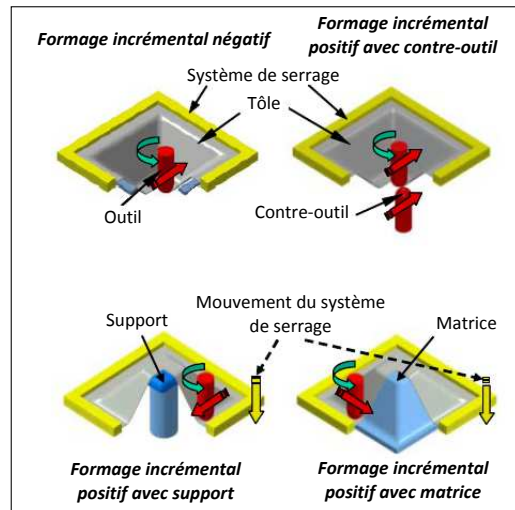 Formage incrémental négatif
Formage incrémental
positif avec contre-outil
Système de serrage
Tôle
Outil
Contre-outil
Mouvement du système
de serrage
Support
Matrice
Formage incrémental
positif avec support
Formage incrémental
positif avec matrice